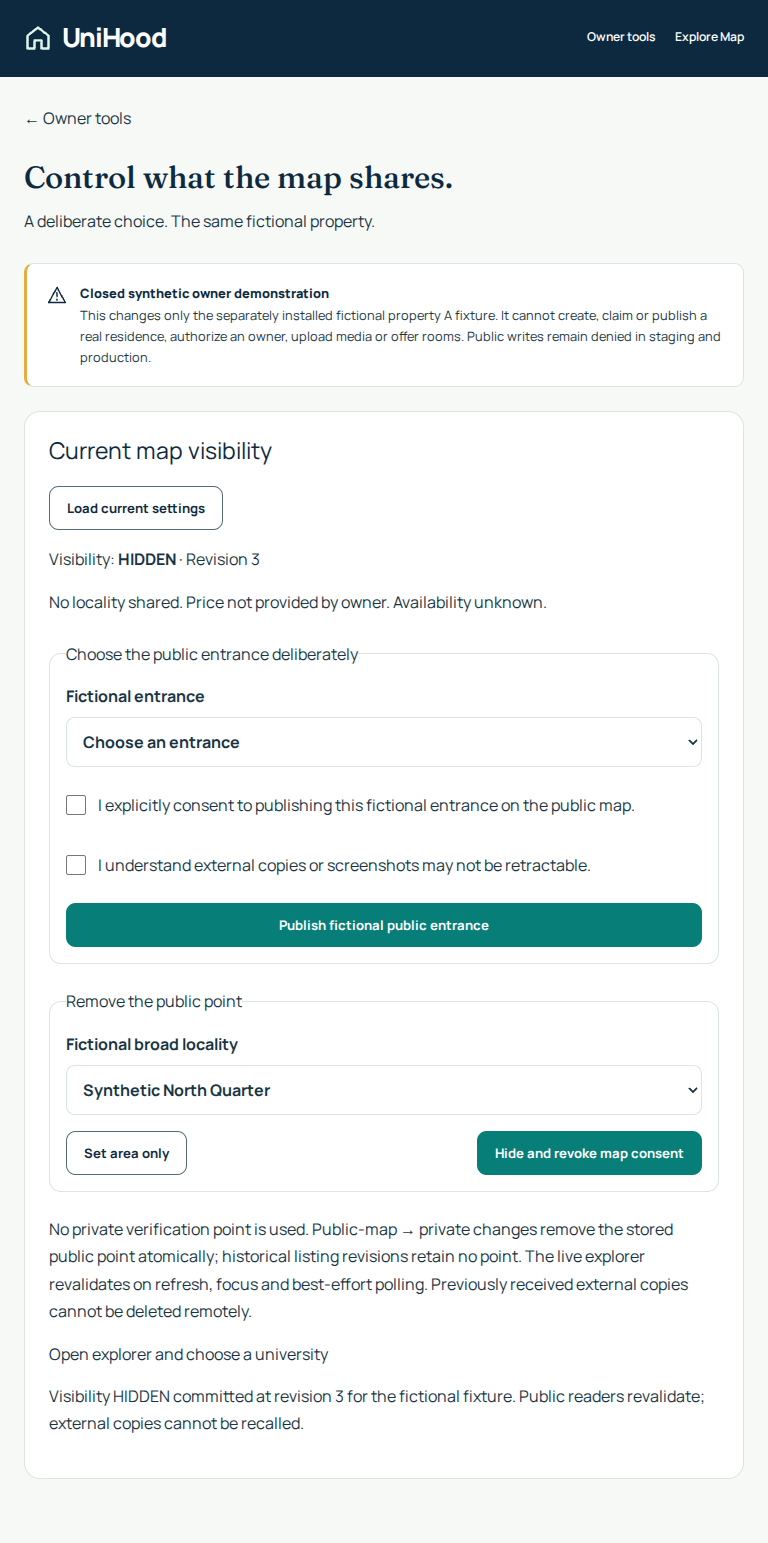 UniHood
Owner tools
Explore Map
← Owner tools
Control what the map shares.
A deliberate choice. The same fictional property.
Closed synthetic owner demonstration
This changes only the separately installed fictional property A fixture. It cannot create, claim or publish a
real residence, authorize an owner, upload media or offer rooms. Public writes remain denied in staging and
production.
Current map visibility
Load current settings
Visibility: HIDDEN · Revision 3
No locality shared. Price not provided by owner. Availability unknown.
Choose the public entrance deliberately
Fictional entrance
Choose an entrance
I explicitly consent to publishing this fictional entrance on the public map.
I understand external copies or screenshots may not be retractable.
Publish fictional public entrance
Remove the public point
Fictional broad locality
Synthetic North Quarter
Set area only
Hide and revoke map consent
No private verification point is used. Public-map → private changes remove the stored
public point atomically; historical listing revisions retain no point. The live explorer
revalidates on refresh, focus and best-effort polling. Previously received external copies
cannot be deleted remotely.
Open explorer and choose a university
Visibility HIDDEN committed at revision 3 for the fictional fixture. Public readers revalidate;
external copies cannot be recalled.